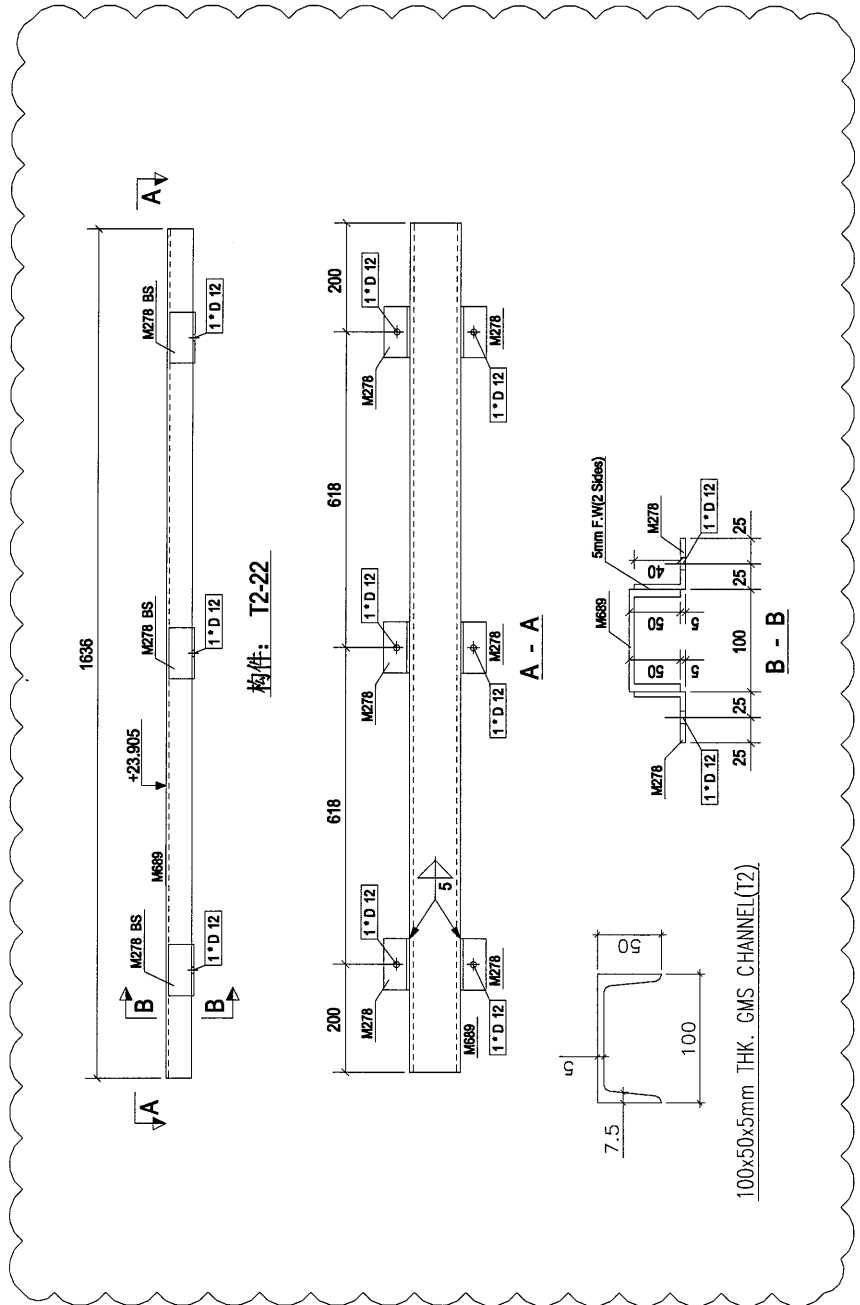 1636
A
A
M278 BS
M278 BS
M278 BS
+23.905
M689
B
B
1*D 12
1*D 12
1*D 12
构件: T2-22
200
618
618
200
1*D 12
1*D 12
1*D 12
M278
M278
M278
5
M689
M278
M278
M278
1*D 12
1*D 12
1*D 12
A - A
5
50
7.5
100
100x50x5mm THK. GMS CHANNEL(T2)
M689
5mm F.W(2 Sides)
M278
M278
50
50
40
5
5
1*D 12
1*D 12
25
25
100
25
25
B - B